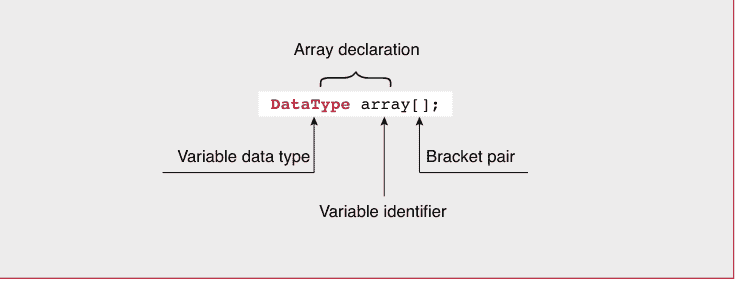 Array declaration
DataType array[];
Variable data type
Bracket pair
Variable identifier